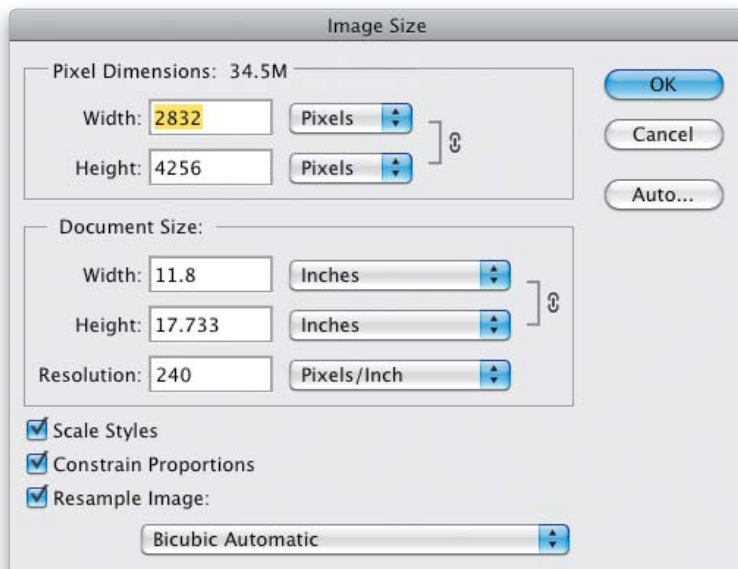 Image Size
Pixel Dimensions: 34.5M
Width: 2832 Pixels
Height: 4256 Pixels
Document Size:
Width: 11.8 Inches
Height: 17.733 Inches
Resolution: 240 Pixels/Inch
Scale Styles
Constrain Proportions
Resample Image:
Bicubic Automatic
OK
Cancel
Auto...